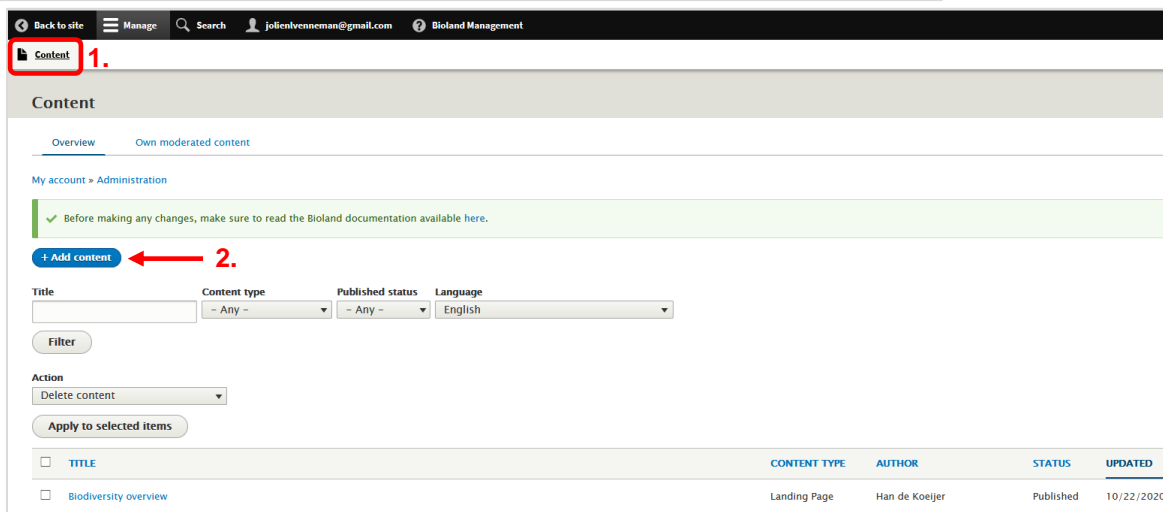 Back to site Manage Search jolienlvenneman@gmail.com Bioland Management
Content 1.
Content
Overview Own moderated content
My account » Administration
Before making any changes, make sure to read the Bioland documentation available here.
+ Add content 2.
Title Content type Published status Language
- Any - - Any - English
Filter
Action
Delete content
Apply to selected items
TITLE CONTENT TYPE AUTHOR STATUS UPDATED
Biodiversity overview Landing Page Han de Koeijer Published 10/22/2020